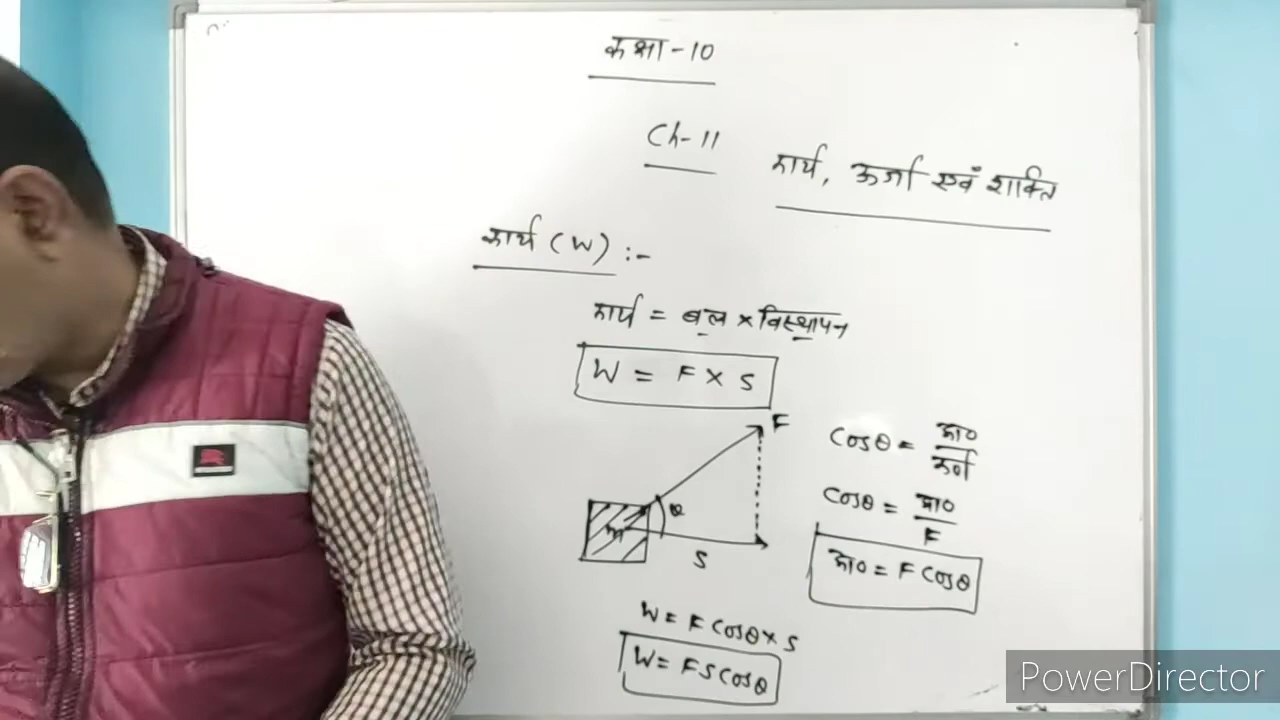 कक्षा-10
Ch-11
कार्य, ऊर्जा एवं शक्ति
कार्य (W) :-
कार्य = बल × विस्थापन
W = F × S
F
θ
m
S
Cosθ = आ०/कर्ण
Cosθ = आ०/F
आ० = F Cosθ
W = F Cosθ × S
W = FS Cosθ
PowerDirector